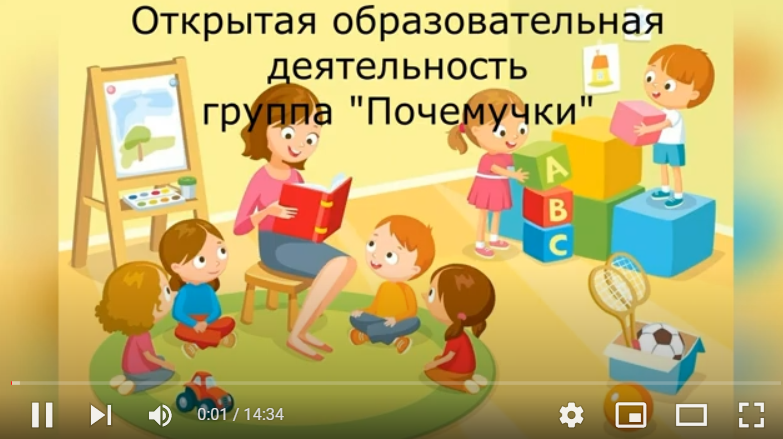 Открытая образовательная
деятельность
группа "Почемучки"
A
B
C
0:01 / 14:34